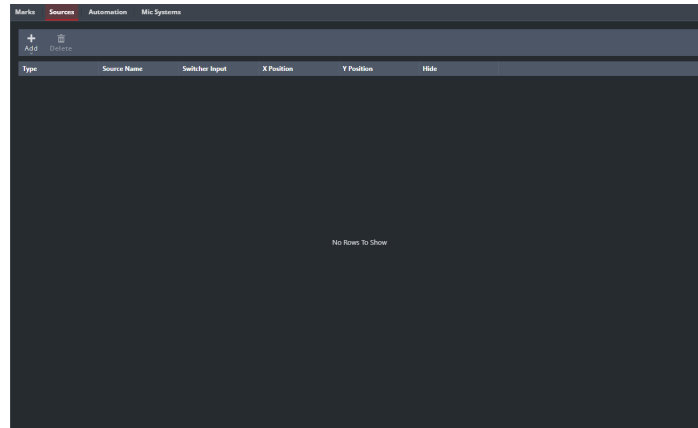 Marks Sources Automation Mic Systems
Add Delete
Type Source Name Switcher Input X Position Y Position Hide
No Rows To Show